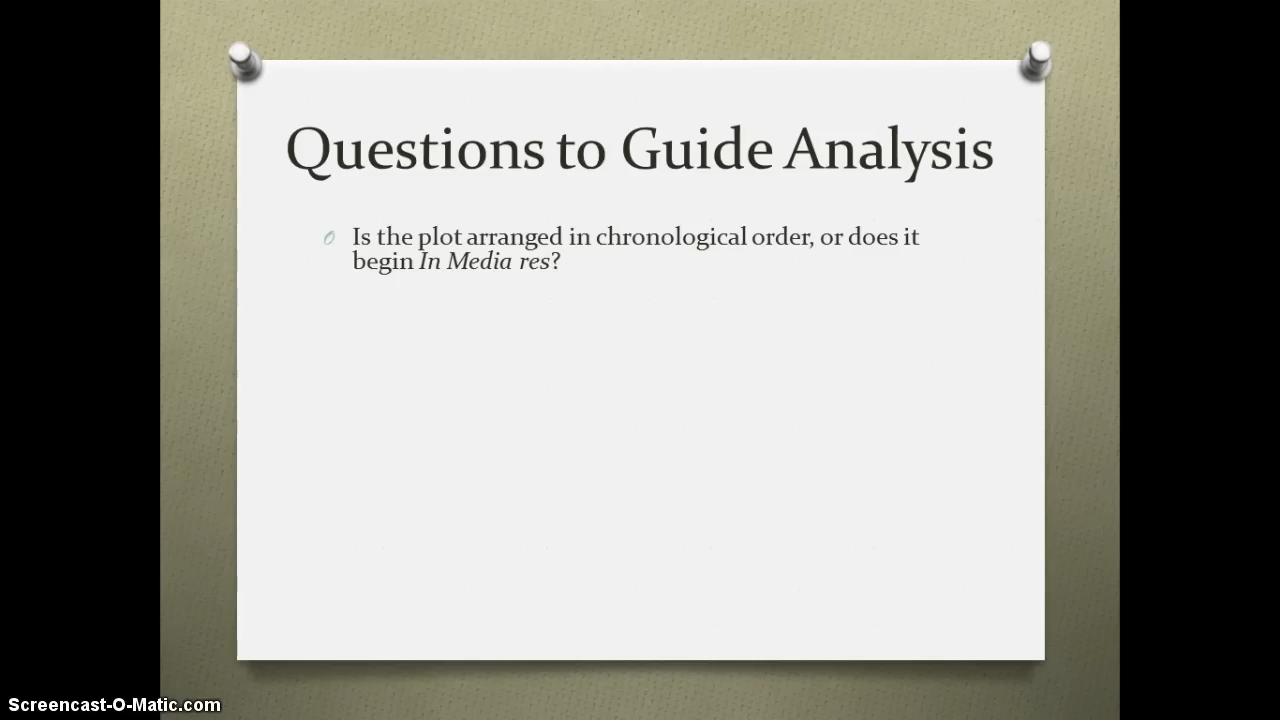 Questions to Guide Analysis
Is the plot arranged in chronological order, or does it
begin In Media res?
Screencast-O-Matic.com